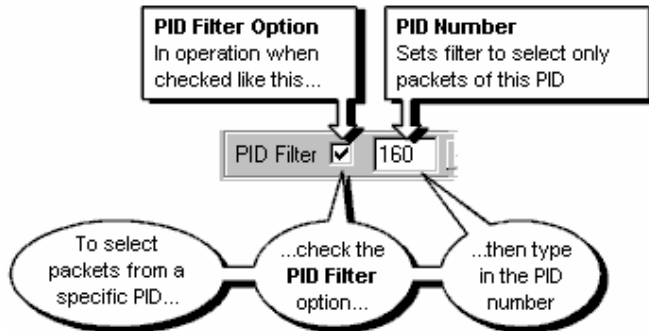 PID Filter Option
In operation when
checked like this...
PID Number
Sets filter to select only
packets of this PID
PID Filter
160
To select
packets from a
specific PID...
...check the
PID Filter
option...
...then type
in the PID
number